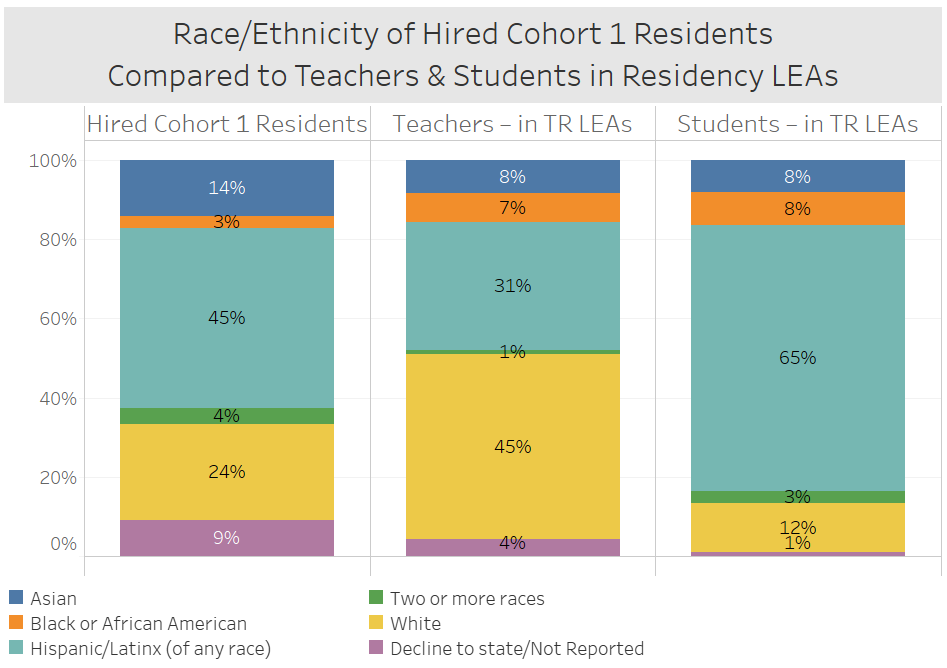 Race/Ethnicity of Hired Cohort 1 Residents
Compared to Teachers & Students in Residency LEAs
Hired Cohort 1 Residents
Teachers – in TR LEAs
Students – in TR LEAs
100%
80%
60%
40%
20%
0%
14%
3%
45%
4%
24%
9%
8%
7%
31%
1%
45%
4%
8%
8%
65%
3%
12%
1%
Asian
Black or African American
Hispanic/Latinx (of any race)
Two or more races
White
Decline to state/Not Reported